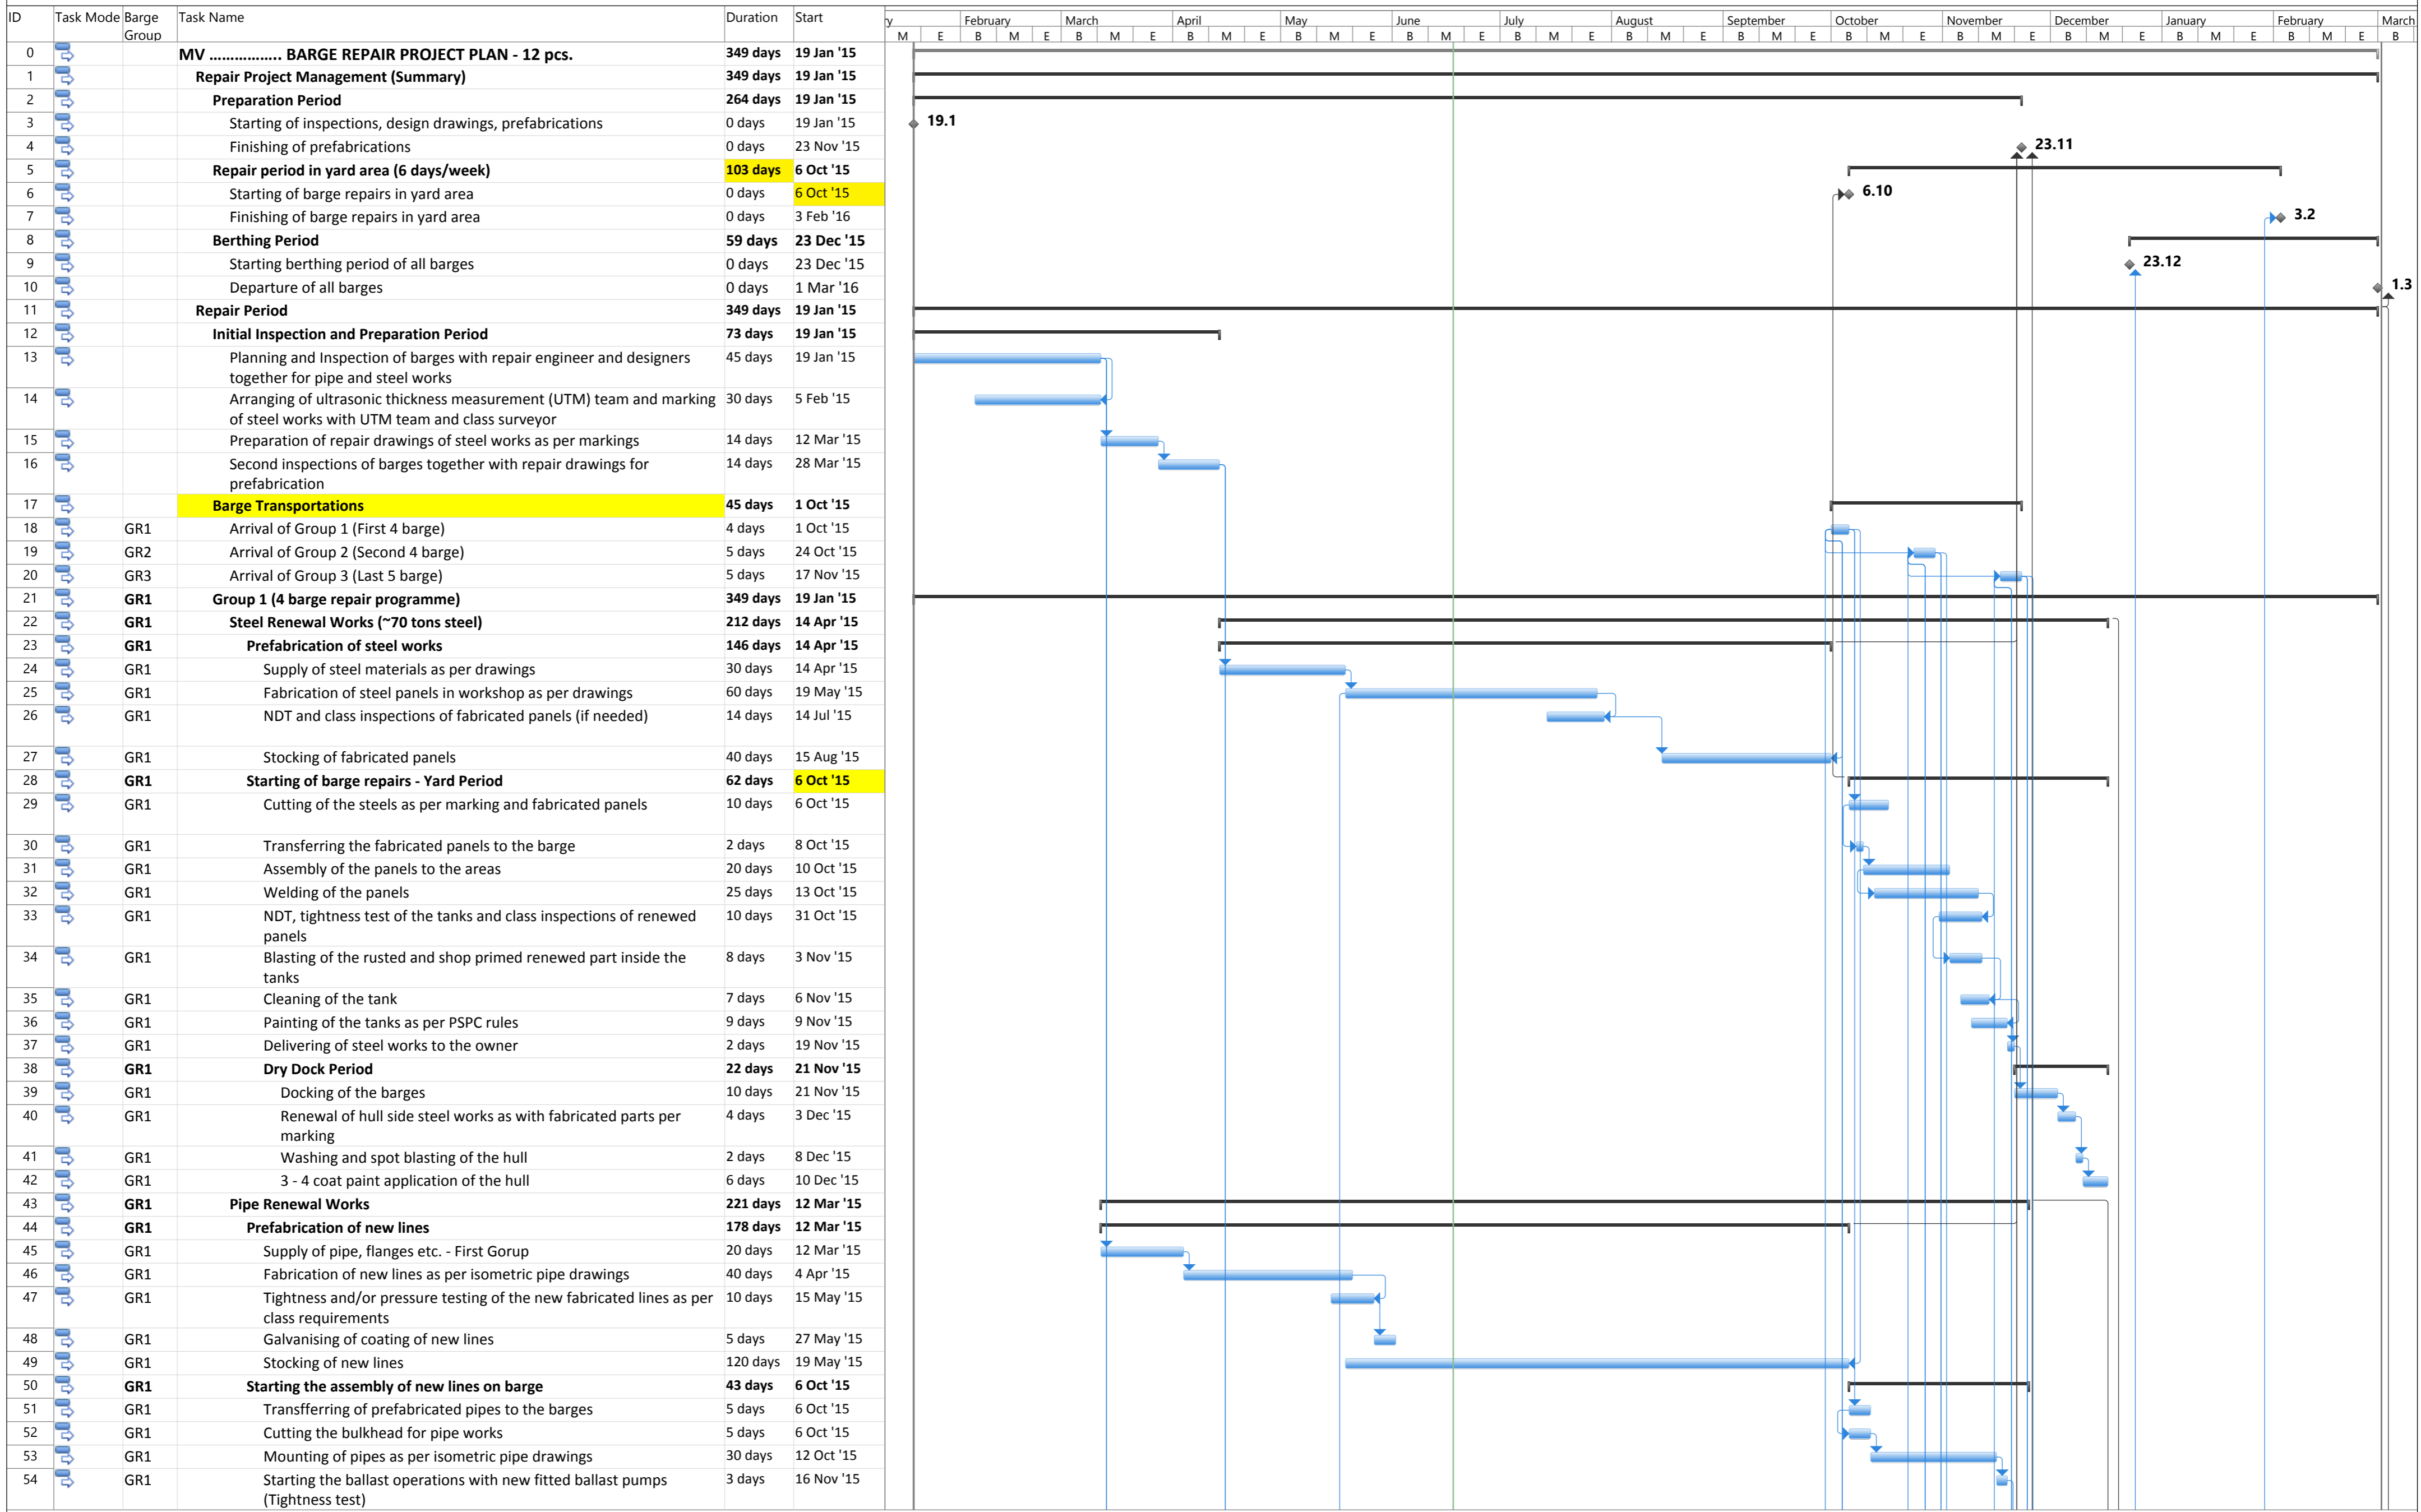 ID Task Mode Barge Group Task Name Duration Start
y February March April May June July August September October November December January February March
M E B M E B M E B M E B M E B M E B M E B M E B M E B M E B M E B M E B M E B M E B
0 MV ................. BARGE REPAIR PROJECT PLAN - 12 pcs. 349 days 19 Jan '15
1 Repair Project Management (Summary) 349 days 19 Jan '15
2 Preparation Period 264 days 19 Jan '15
3 Starting of inspections, design drawings, prefabrications 0 days 19 Jan '15 19.1
4 Finishing of prefabrications 0 days 23 Nov '15 23.11
5 Repair period in yard area (6 days/week) 103 days 6 Oct '15
6 Starting of barge repairs in yard area 0 days 6 Oct '15 6.10
7 Finishing of barge repairs in yard area 0 days 3 Feb '16 3.2
8 Berthing Period 59 days 23 Dec '15
9 Starting berthing period of all barges 0 days 23 Dec '15 23.12
10 Departure of all barges 0 days 1 Mar '16 1.3
11 Repair Period 349 days 19 Jan '15
12 Initial Inspection and Preparation Period 73 days 19 Jan '15
13 Planning and Inspection of barges with repair engineer and designers 45 days 19 Jan '15
together for pipe and steel works
14 Arranging of ultrasonic thickness measurement (UTM) team and marking 30 days 5 Feb '15
of steel works with UTM team and class surveyor
15 Preparation of repair drawings of steel works as per markings 14 days 12 Mar '15
16 Second inspections of barges together with repair drawings for 14 days 28 Mar '15
prefabrication
17 Barge Transportations 45 days 1 Oct '15
18 GR1 Arrival of Group 1 (First 4 barge) 4 days 1 Oct '15
19 GR2 Arrival of Group 2 (Second 4 barge) 5 days 24 Oct '15
20 GR3 Arrival of Group 3 (Last 5 barge) 5 days 17 Nov '15
21 GR1 Group 1 (4 barge repair programme) 349 days 19 Jan '15
22 GR1 Steel Renewal Works (~70 tons steel) 212 days 14 Apr '15
23 GR1 Prefabrication of steel works 146 days 14 Apr '15
24 GR1 Supply of steel materials as per drawings 30 days 14 Apr '15
25 GR1 Fabrication of steel panels in workshop as per drawings 60 days 19 May '15
26 GR1 NDT and class inspections of fabricated panels (if needed) 14 days 14 Jul '15
27 GR1 Stocking of fabricated panels 40 days 15 Aug '15
28 GR1 Starting of barge repairs - Yard Period 62 days 6 Oct '15
29 GR1 Cutting of the steels as per marking and fabricated panels 10 days 6 Oct '15
30 GR1 Transferring the fabricated panels to the barge 2 days 8 Oct '15
31 GR1 Assembly of the panels to the areas 20 days 10 Oct '15
32 GR1 Welding of the panels 25 days 13 Oct '15
33 GR1 NDT, tightness test of the tanks and class inspections of renewed 10 days 31 Oct '15
panels
34 GR1 Blasting of the rusted and shop primed renewed part inside the 8 days 3 Nov '15
tanks
35 GR1 Cleaning of the tank 7 days 6 Nov '15
36 GR1 Painting of the tanks as per PSPC rules 9 days 9 Nov '15
37 GR1 Delivering of steel works to the owner 2 days 19 Nov '15
38 GR1 Dry Dock Period 22 days 21 Nov '15
39 GR1 Docking of the barges 10 days 21 Nov '15
40 GR1 Renewal of hull side steel works as with fabricated parts per 4 days 3 Dec '15
marking
41 GR1 Washing and spot blasting of the hull 2 days 8 Dec '15
42 GR1 3 - 4 coat paint application of the hull 6 days 10 Dec '15
43 GR1 Pipe Renewal Works 221 days 12 Mar '15
44 GR1 Prefabrication of new lines 178 days 12 Mar '15
45 GR1 Supply of pipe, flanges etc. - First Gorup 20 days 12 Mar '15
46 GR1 Fabrication of new lines as per isometric pipe drawings 40 days 4 Apr '15
47 GR1 Tightness and/or pressure testing of the new fabricated lines as per 10 days 15 May '15
class requirements
48 GR1 Galvanising of coating of new lines 5 days 27 May '15
49 GR1 Stocking of new lines 120 days 19 May '15
50 GR1 Starting the assembly of new lines on barge 43 days 6 Oct '15
51 GR1 Transfferring of prefabricated pipes to the barges 5 days 6 Oct '15
52 GR1 Cutting the bulkhead for pipe works 5 days 6 Oct '15
53 GR1 Mounting of pipes as per isometric pipe drawings 30 days 12 Oct '15
54 GR1 Starting the ballast operations with new fitted ballast pumps 3 days 16 Nov '15
(Tightness test)